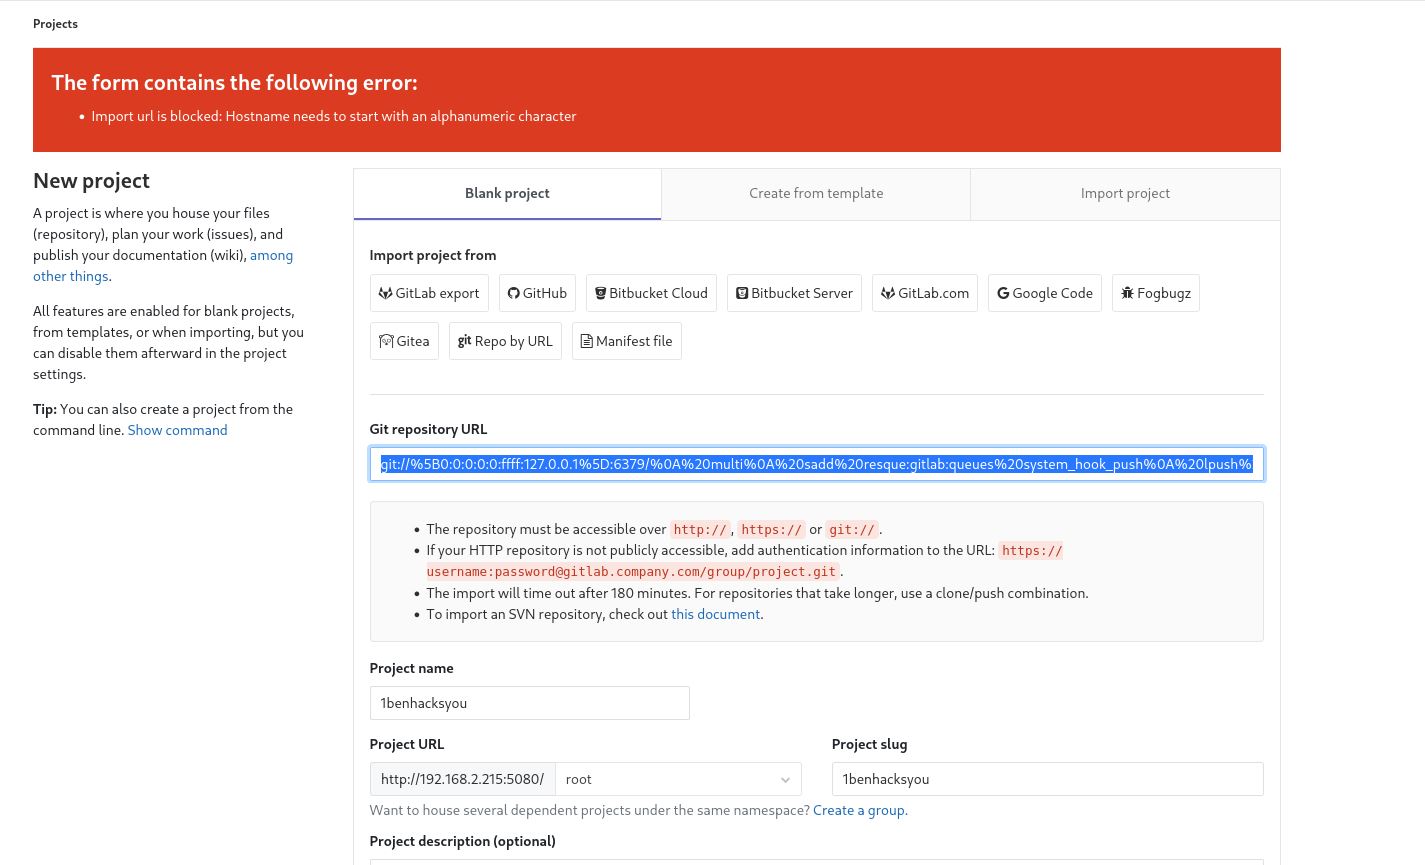 Projects
The form contains the following error:
• Import url is blocked: Hostname needs to start with an alphanumeric character
New project
A project is where you house your files
(repository), plan your work (issues), and
publish your documentation (wiki), among
other things.
All features are enabled for blank projects,
from templates, or when importing, but you
can disable them afterward in the project
settings.
Tip: You can also create a project from the
command line. Show command
Blank project
Create from template
Import project
Import project from
GitLab export
GitHub
Bitbucket Cloud
Bitbucket Server
GitLab.com
Google Code
Fogbugz
Gitea
git Repo by URL
Manifest file
Git repository URL
git://%5B0:0:0:0:0:ffff:127.0.0.1%5D:6379/%0A%20multi%0A%20sadd%20resque:gitlab:queues%20system_hook_push%0A%20lpush%
• The repository must be accessible over http://, https:// or git://.
• If your HTTP repository is not publicly accessible, add authentication information to the URL: https://
username:password@gitlab.company.com/group/project.git.
• The import will time out after 180 minutes. For repositories that take longer, use a clone/push combination.
• To import an SVN repository, check out this document.
Project name
1benhacksyou
Project URL
http://192.168.2.215:5080/
root
Project slug
1benhacksyou
Want to house several dependent projects under the same namespace? Create a group.
Project description (optional)